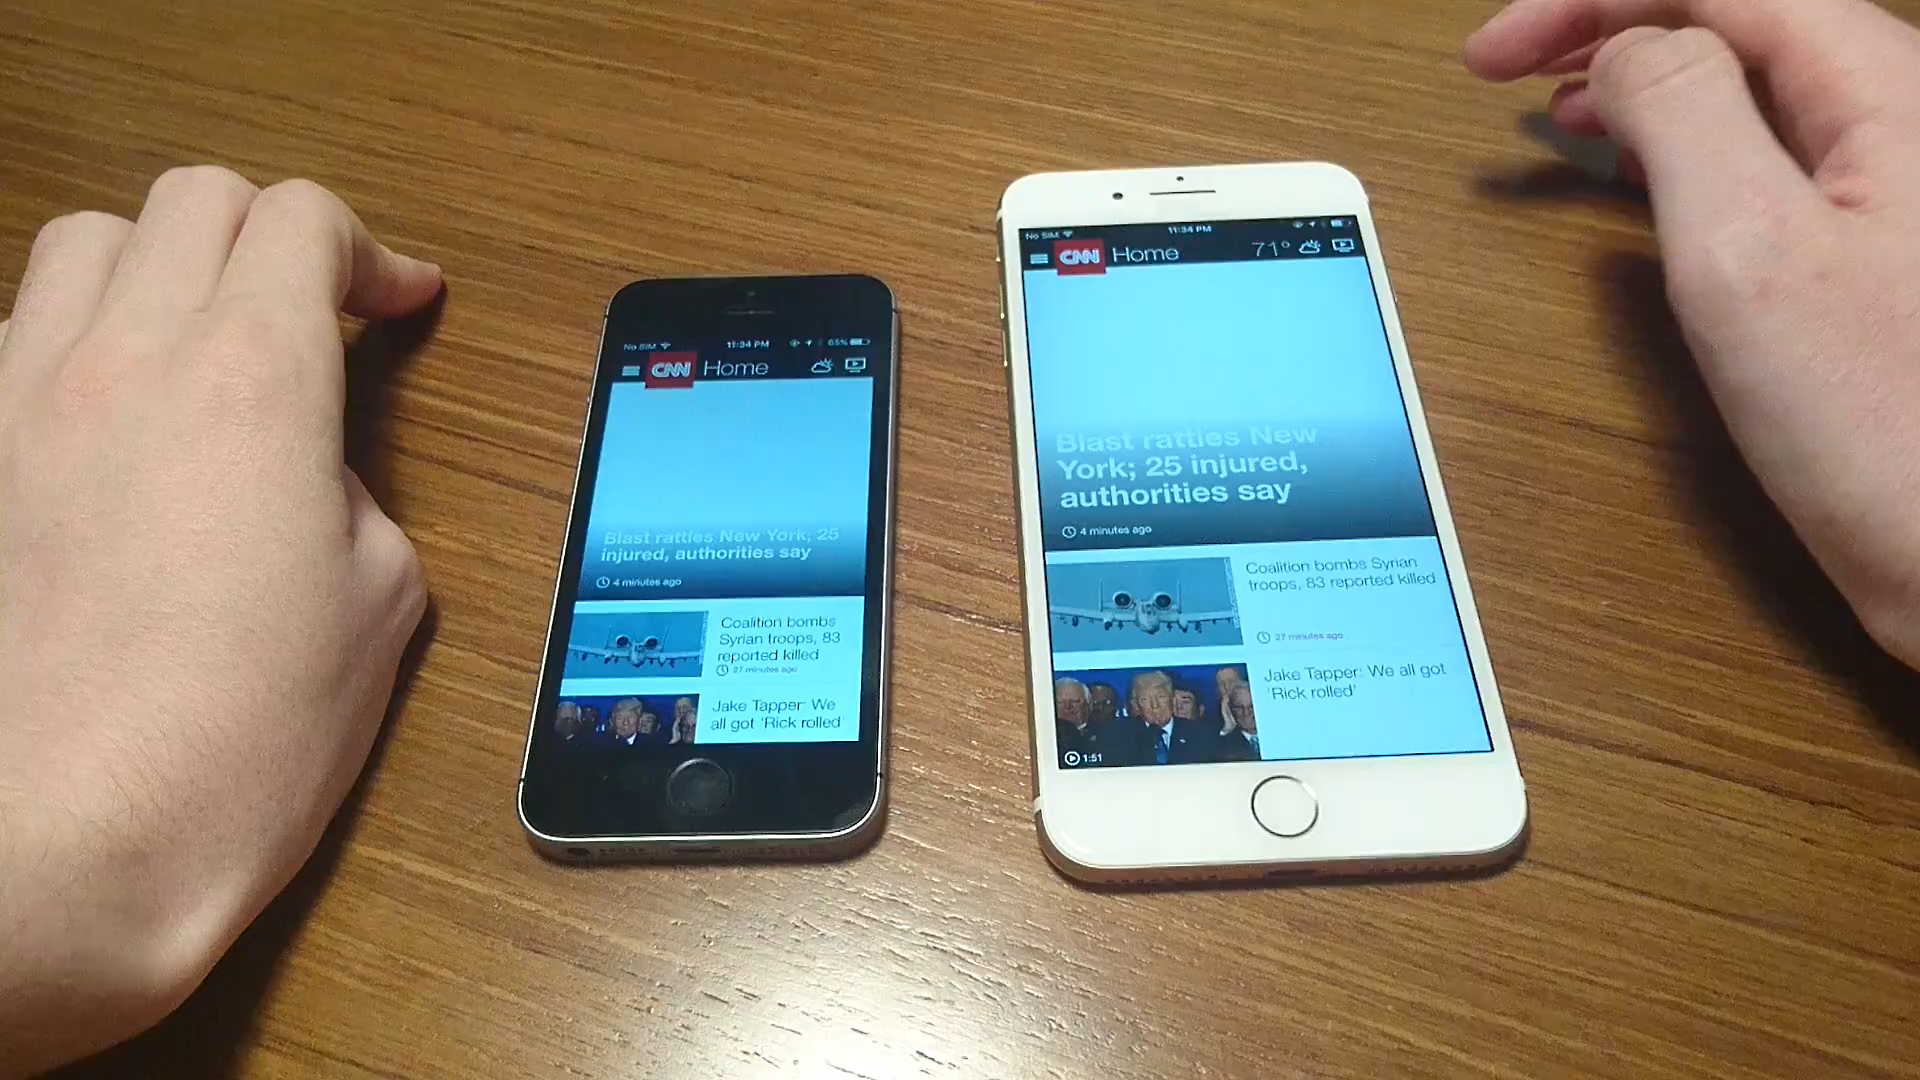 No SIM 11:34 PM 65%
CNN Home
Blast rattles New York; 25
injured, authorities say
4 minutes ago
Coalition bombs
Syrian troops, 83
reported killed
27 minutes ago
Jake Tapper: We
all got 'Rick rolled'
No SIM 11:34 PM
CNN Home 71°
Blast rattles New
York; 25 injured,
authorities say
4 minutes ago
Coalition bombs Syrian
troops, 83 reported killed
27 minutes ago
Jake Tapper: We all got
'Rick rolled'
1:51